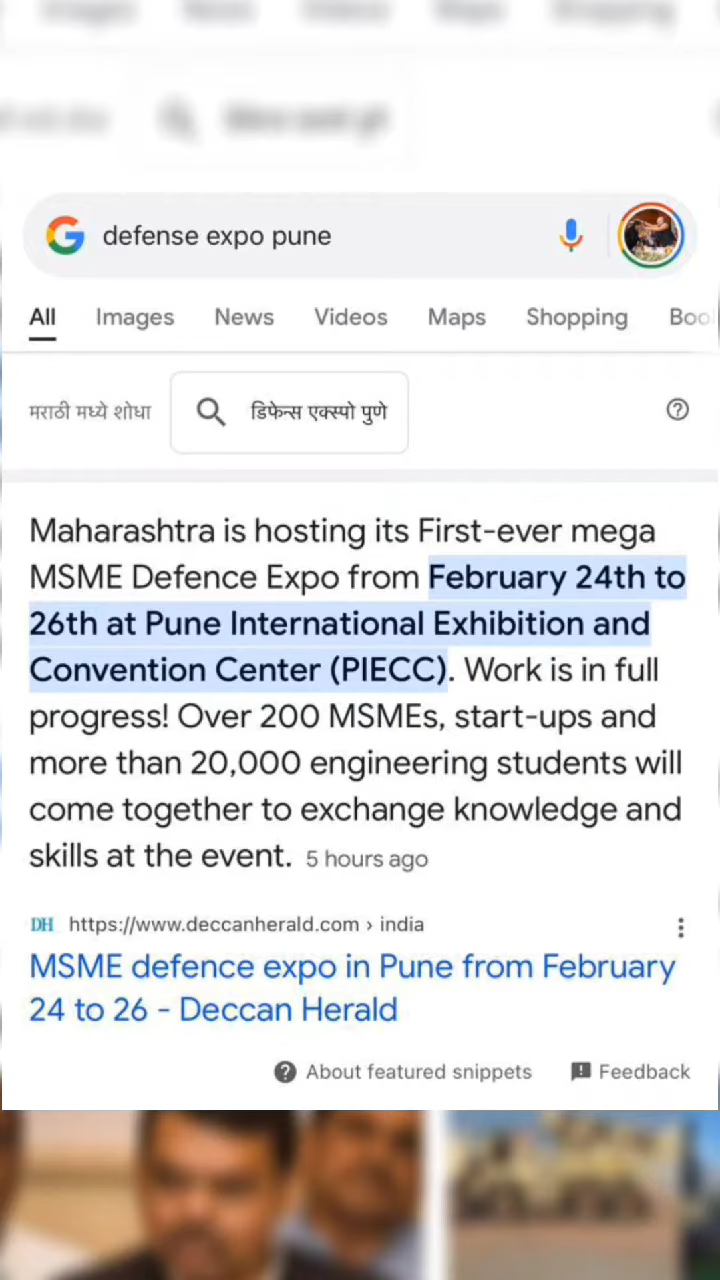 defense expo pune
All Images News Videos Maps Shopping Boo
मराठी मध्ये शोधा डिफेन्स एक्स्पो पुणे
Maharashtra is hosting its First-ever mega
MSME Defence Expo from February 24th to
26th at Pune International Exhibition and
Convention Center (PIECC). Work is in full
progress! Over 200 MSMEs, start-ups and
more than 20,000 engineering students will
come together to exchange knowledge and
skills at the event. 5 hours ago
DH https://www.deccanherald.com › india
MSME defence expo in Pune from February
24 to 26 - Deccan Herald
About featured snippets Feedback